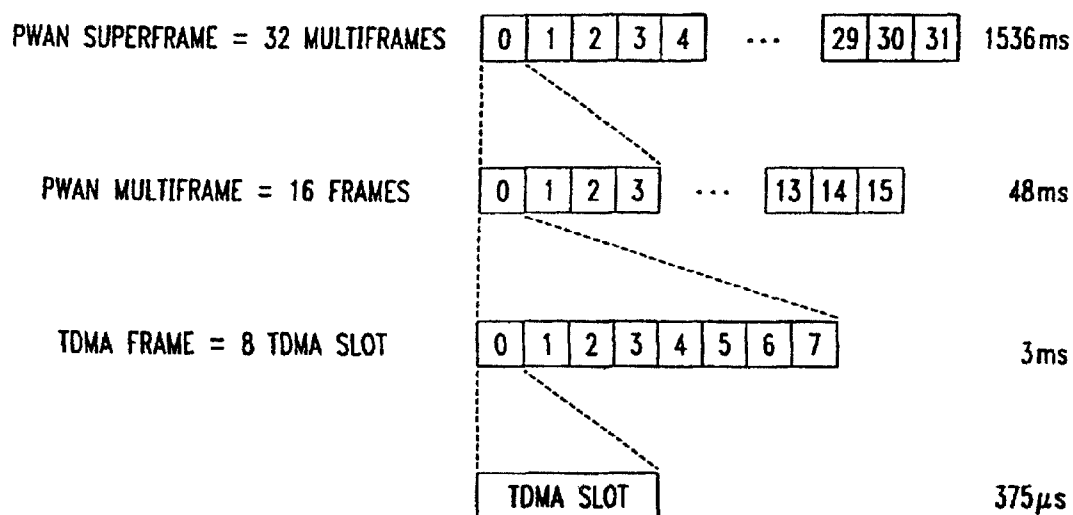 PWAN SUPERFRAME = 32 MULTIFRAMES 0 1 2 3 4 ... 29 30 31 1536ms
PWAN MULTIFRAME = 16 FRAMES 0 1 2 3 ... 13 14 15 48ms
TDMA FRAME = 8 TDMA SLOT 0 1 2 3 4 5 6 7 3ms
TDMA SLOT 375μs